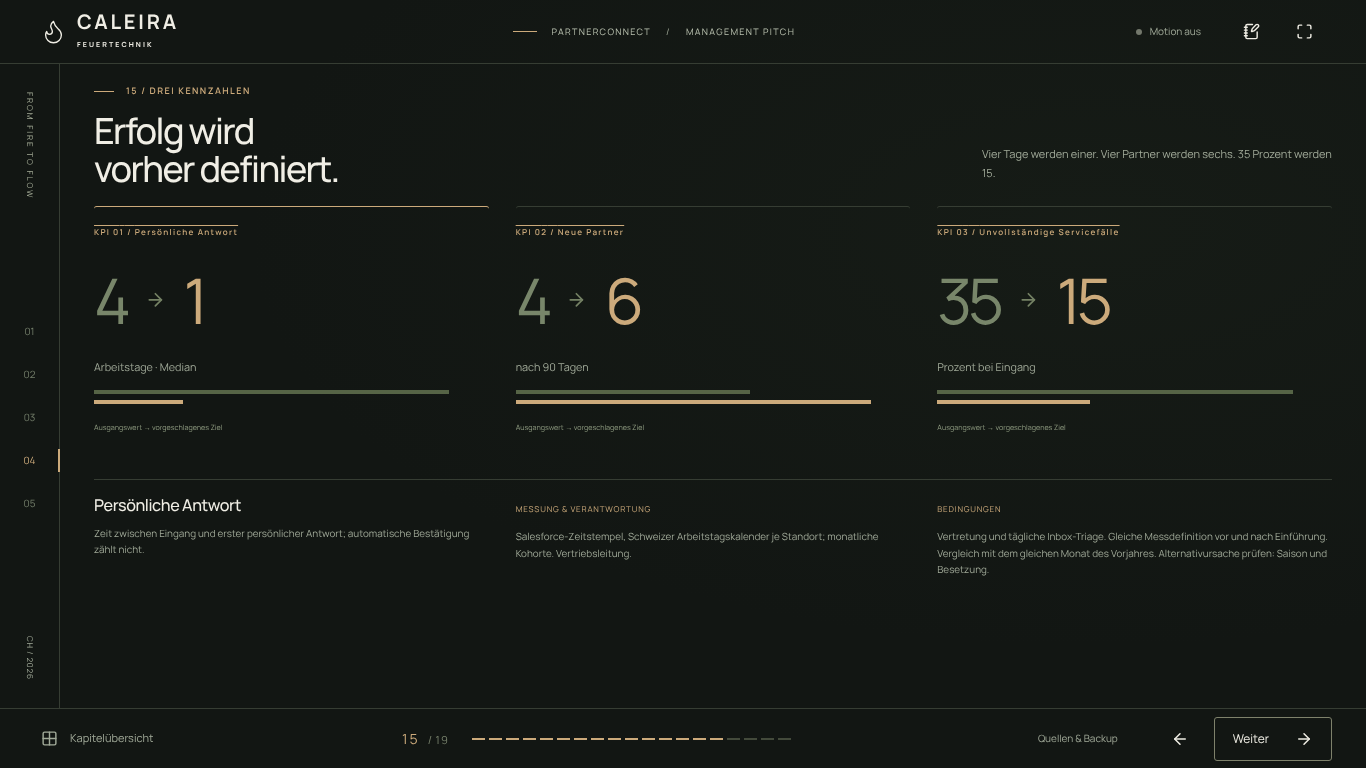 CALEIRA
FEUERTECHNIK
PARTNERCONNECT / MANAGEMENT PITCH
Motion aus
FROM FIRE TO FLOW
01
02
03
04
05
CH / 2026
15 / DREI KENNZAHLEN
Erfolg wird
vorher definiert.
Vier Tage werden einer. Vier Partner werden sechs. 35 Prozent werden
15.
KPI 01 / Persönliche Antwort
4 → 1
Arbeitstage · Median
Ausgangswert → vorgeschlagenes Ziel
KPI 02 / Neue Partner
4 → 6
nach 90 Tagen
Ausgangswert → vorgeschlagenes Ziel
KPI 03 / Unvollständige Servicefälle
35 → 15
Prozent bei Eingang
Ausgangswert → vorgeschlagenes Ziel
Persönliche Antwort
Zeit zwischen Eingang und erster persönlicher Antwort; automatische Bestätigung
zählt nicht.
MESSUNG & VERANTWORTUNG
Salesforce-Zeitstempel, Schweizer Arbeitstagskalender je Standort; monatliche
Kohorte. Vertriebsleitung.
BEDINGUNGEN
Vertretung und tägliche Inbox-Triage. Gleiche Messdefinition vor und nach Einführung.
Vergleich mit dem gleichen Monat des Vorjahres. Alternativursache prüfen: Saison und
Besetzung.
Kapitelübersicht
15 / 19
Quellen & Backup
Weiter